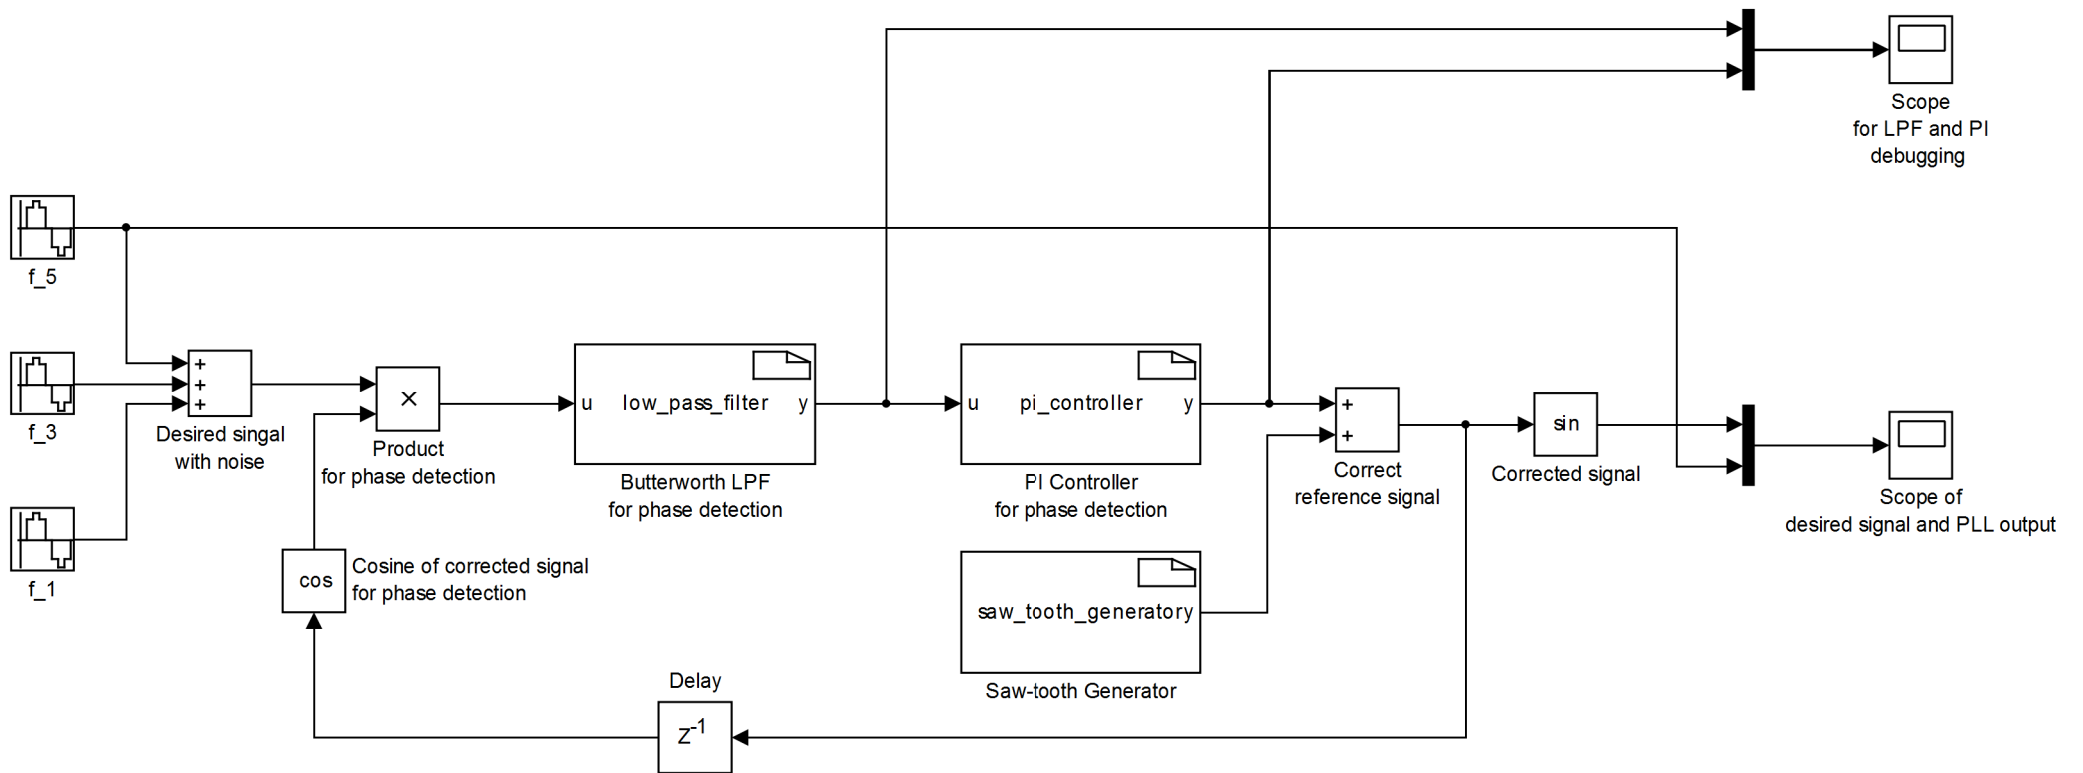 Scope
for LPF and PI
debugging
f_5
f_3
f_1
+
+
+
Desired singal
with noise
×
Product
for phase detection
u low_pass_filter y
Butterworth LPF
for phase detection
u pi_controller y
PI Controller
for phase detection
+
+
Correct
reference signal
sin
Corrected signal
Scope of
desired signal and PLL output
cos
Cosine of corrected signal
for phase detection
saw_tooth_generator y
Saw-tooth Generator
Delay
Z-1